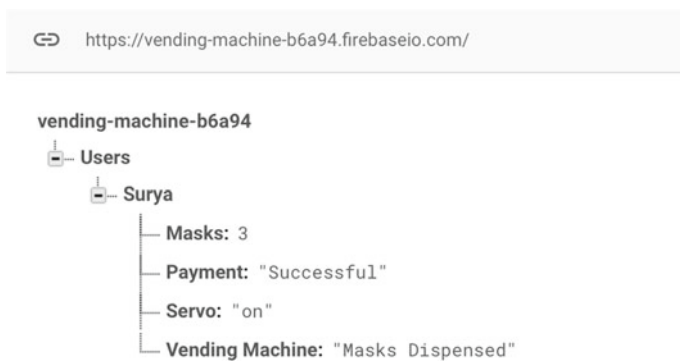 https://vending-machine-b6a94.firebaseio.com/
vending-machine-b6a94
Users
Surya
Masks: 3
Payment: "Successful"
Servo: "on"
Vending Machine: "Masks Dispensed"